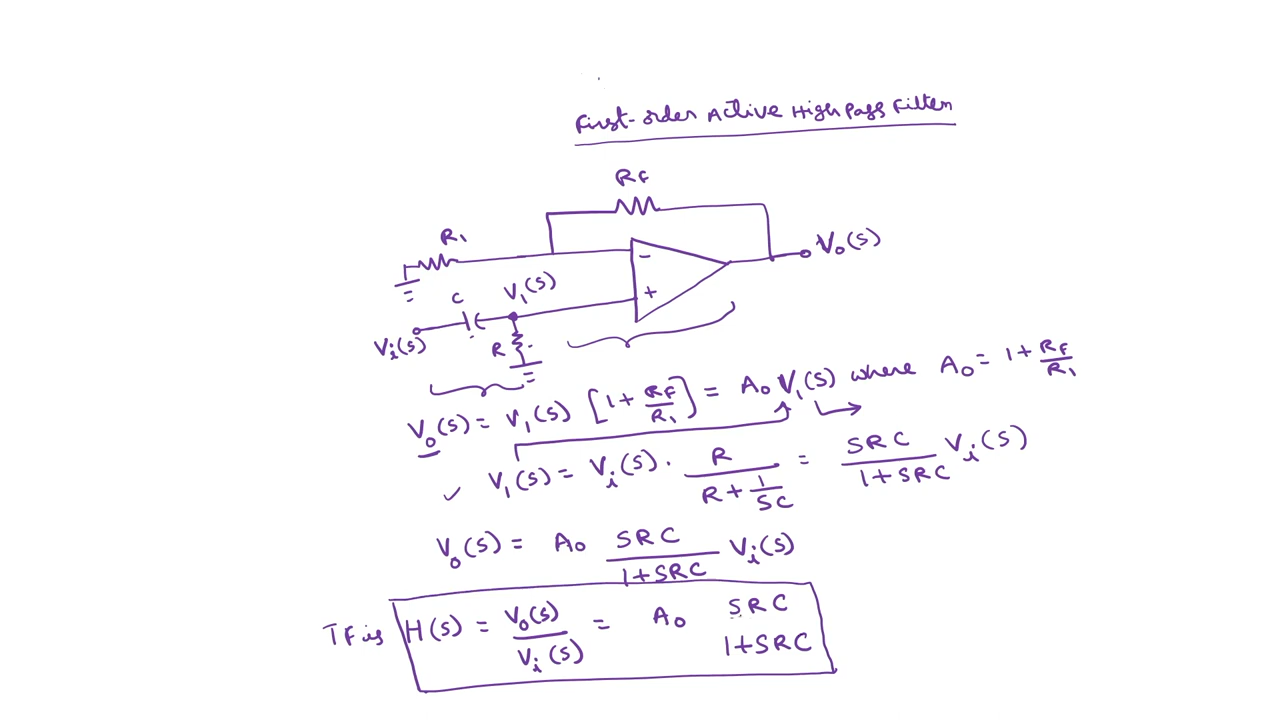 First-order Active High Pass Filter
RF
R1
V0(s)
-
V1(s)
+
C
Vi(s)
R
V0(s) = V1(s) [1 + RF/R1] = A0 V1(s) where A0 = 1 + RF/R1
V1(s) = Vi(s) . R/(R + 1/SC) = SRC/(1+SRC) Vi(s)
V0(s) = A0 SRC/(1+SRC) Vi(s)
TF is H(s) = V0(s)/Vi(s) = A0 SRC 1+SRC